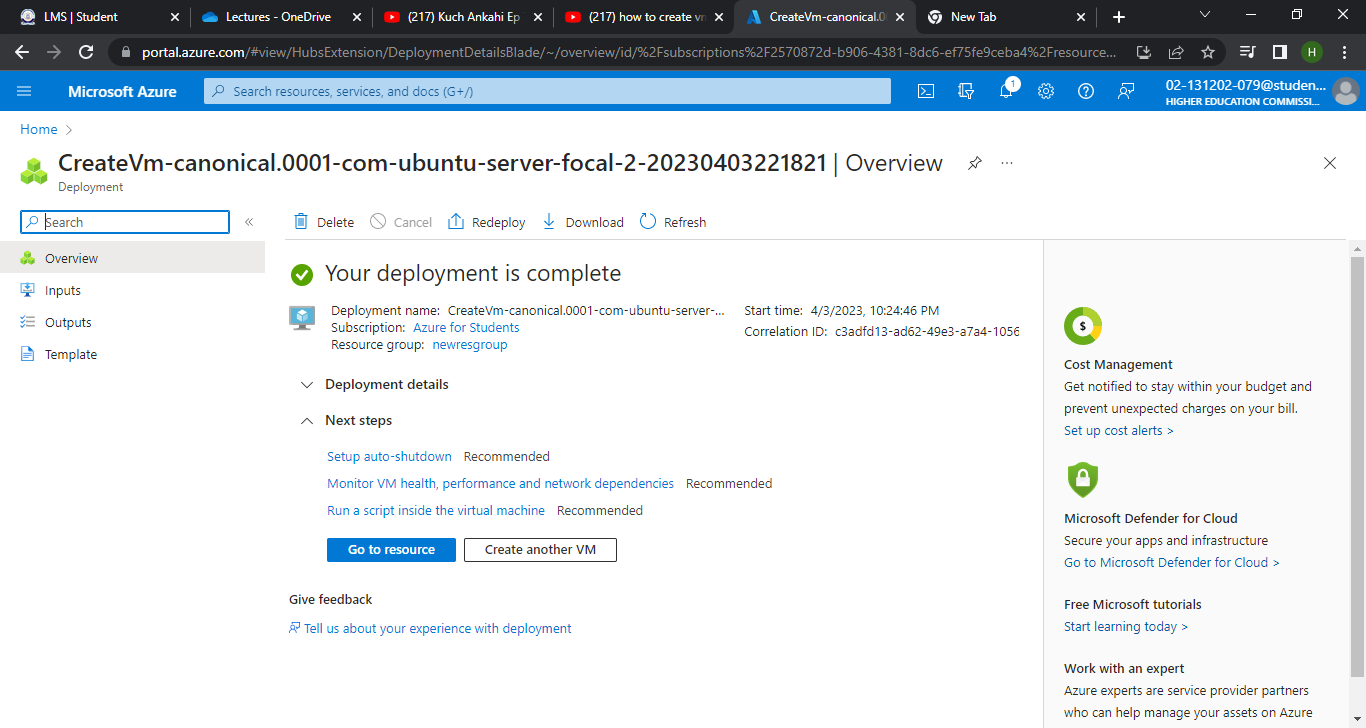 LMS | Student
Lectures - OneDrive
(217) Kuch Ankahi Ep
(217) how to create vm
CreateVm-canonical.0
New Tab
portal.azure.com/#view/HubsExtension/DeploymentDetailsBlade/~/overview/id/%2Fsubscriptions%2F2570872d-b906-4381-8dc6-ef75fe9ceba4%2Fresource...
H
Microsoft Azure
Search resources, services, and docs (G+/)
1
02-131202-079@studen...
HIGHER EDUCATION COMMISSI...
Home
CreateVm-canonical.0001-com-ubuntu-server-focal-2-20230403221821 | Overview
Deployment
Search
Delete
Cancel
Redeploy
Download
Refresh
Overview
Inputs
Outputs
Template
Your deployment is complete
Deployment name: CreateVm-canonical.0001-com-ubuntu-server-...
Subscription: Azure for Students
Resource group: newresgroup
Start time: 4/3/2023, 10:24:46 PM
Correlation ID: c3adfd13-ad62-49e3-a7a4-1056
Deployment details
Next steps
Setup auto-shutdown Recommended
Monitor VM health, performance and network dependencies Recommended
Run a script inside the virtual machine Recommended
Go to resource
Create another VM
Give feedback
Tell us about your experience with deployment
$
Cost Management
Get notified to stay within your budget and
prevent unexpected charges on your bill.
Set up cost alerts >
Microsoft Defender for Cloud
Secure your apps and infrastructure
Go to Microsoft Defender for Cloud >
Free Microsoft tutorials
Start learning today >
Work with an expert
Azure experts are service provider partners
who can help manage your assets on Azure